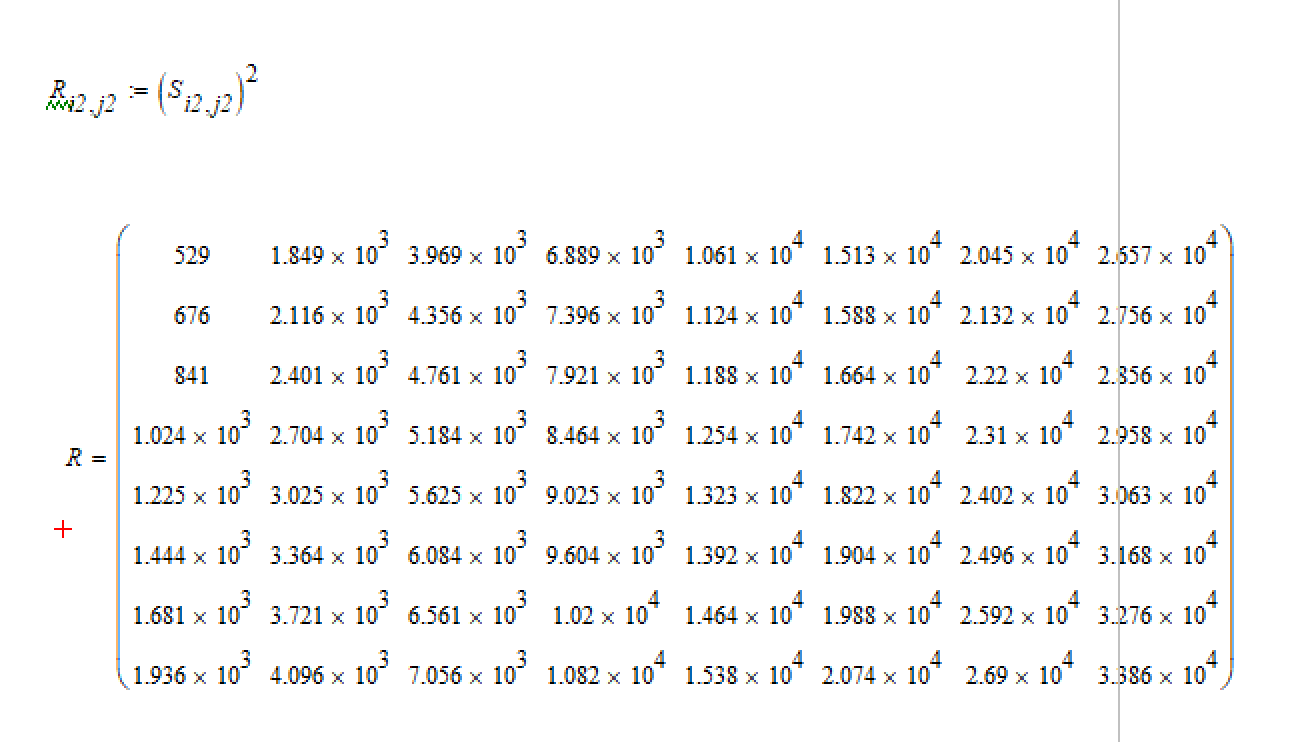 R i2,j2 := (S i2,j2)^2
529 1.849 × 10^3 3.969 × 10^3 6.889 × 10^3 1.061 × 10^4 1.513 × 10^4 2.045 × 10^4 2.657 × 10^4
676 2.116 × 10^3 4.356 × 10^3 7.396 × 10^3 1.124 × 10^4 1.588 × 10^4 2.132 × 10^4 2.756 × 10^4
841 2.401 × 10^3 4.761 × 10^3 7.921 × 10^3 1.188 × 10^4 1.664 × 10^4 2.22 × 10^4 2.856 × 10^4
1.024 × 10^3 2.704 × 10^3 5.184 × 10^3 8.464 × 10^3 1.254 × 10^4 1.742 × 10^4 2.31 × 10^4 2.958 × 10^4
R =
1.225 × 10^3 3.025 × 10^3 5.625 × 10^3 9.025 × 10^3 1.323 × 10^4 1.822 × 10^4 2.402 × 10^4 3.063 × 10^4
1.444 × 10^3 3.364 × 10^3 6.084 × 10^3 9.604 × 10^3 1.392 × 10^4 1.904 × 10^4 2.496 × 10^4 3.168 × 10^4
1.681 × 10^3 3.721 × 10^3 6.561 × 10^3 1.02 × 10^4 1.464 × 10^4 1.988 × 10^4 2.592 × 10^4 3.276 × 10^4
1.936 × 10^3 4.096 × 10^3 7.056 × 10^3 1.082 × 10^4 1.538 × 10^4 2.074 × 10^4 2.69 × 10^4 3.386 × 10^4